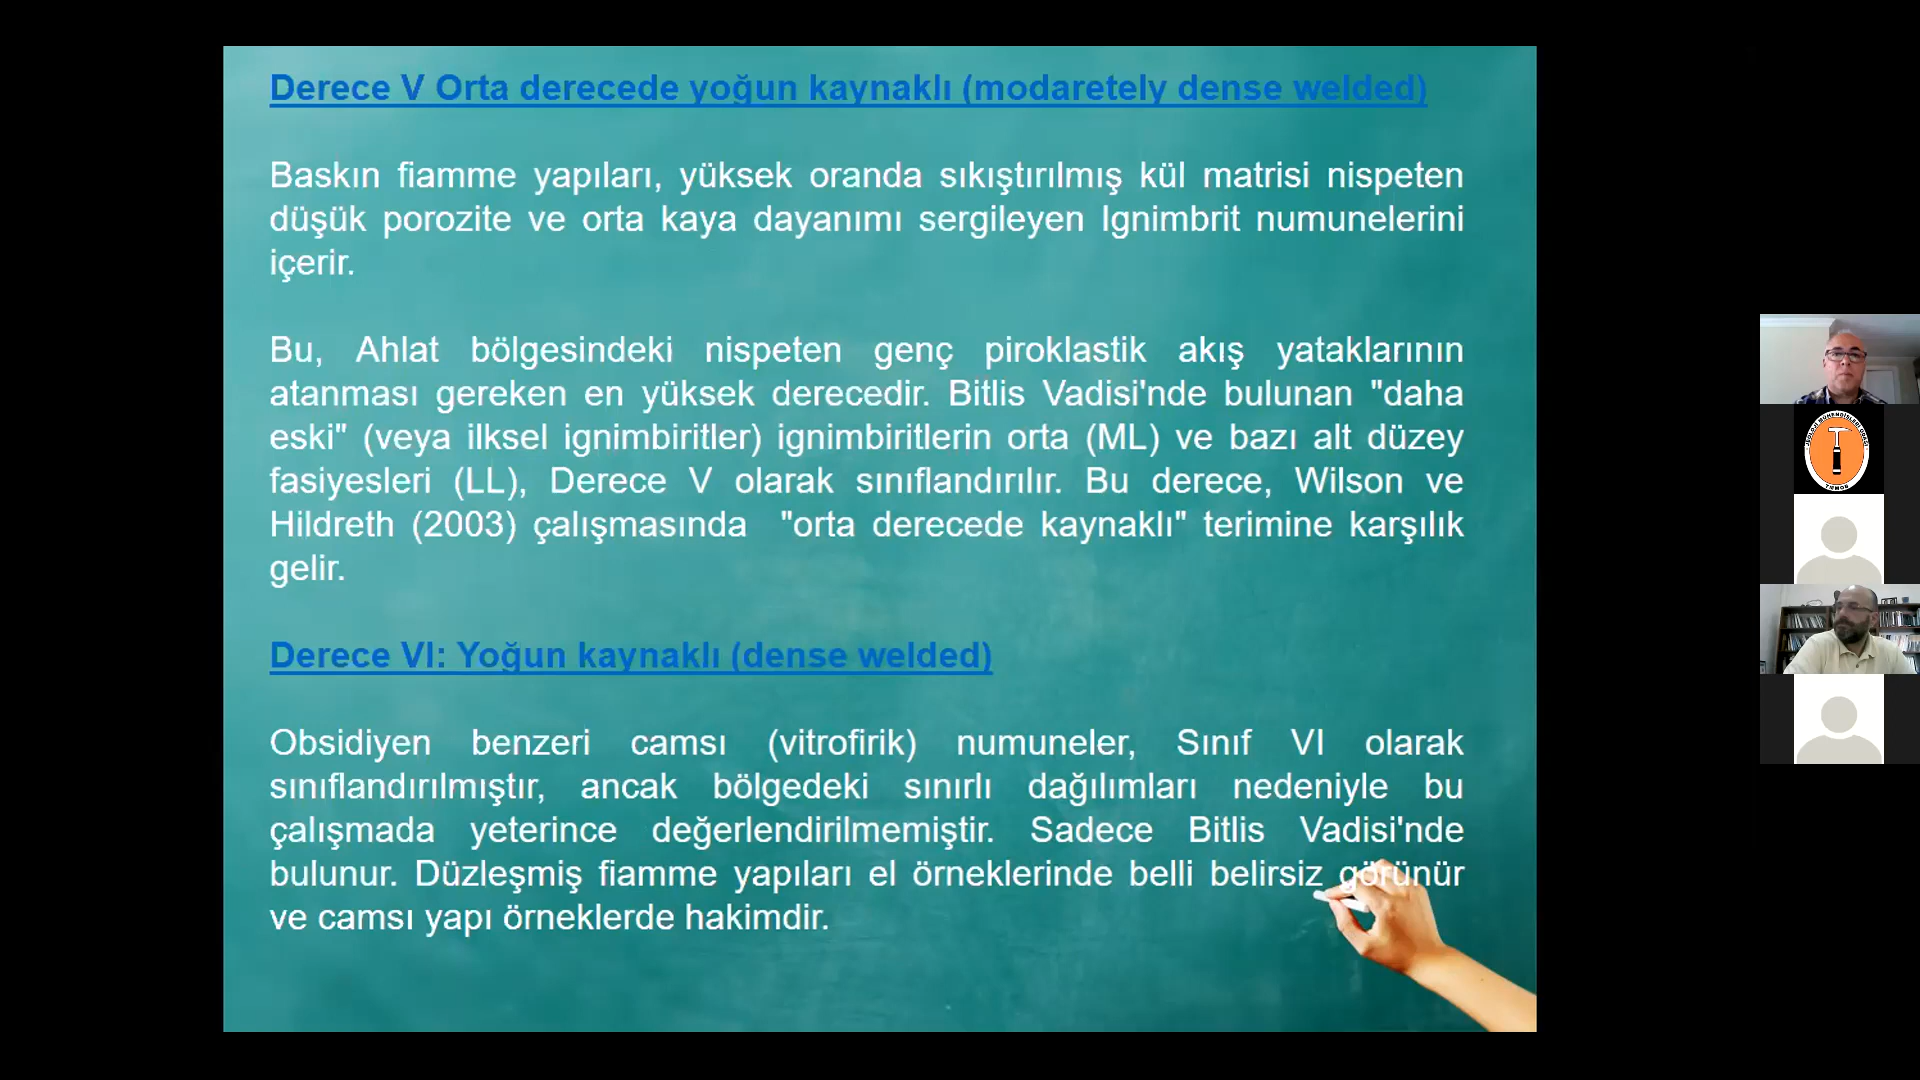 Derece V Orta derecede yoğun kaynaklı (modaretely dense welded)
Baskın fiamme yapıları, yüksek oranda sıkıştırılmış kül matrisi nispeten
düşük porozite ve orta kaya dayanımı sergileyen Ignimbrit numunelerini
içerir.
Bu, Ahlat bölgesindeki nispeten genç piroklastik akış yataklarının
atanması gereken en yüksek derecedir. Bitlis Vadisi'nde bulunan "daha
eski" (veya ilksel ignimbiritler) ignimbiritlerin orta (ML) ve bazı alt düzey
fasiyesleri (LL), Derece V olarak sınıflandırılır. Bu derece, Wilson ve
Hildreth (2003) çalışmasında "orta derecede kaynaklı" terimine karşılık
gelir.
Derece VI: Yoğun kaynaklı (dense welded)
Obsidiyen benzeri camsı (vitrofirik) numuneler, Sınıf VI olarak
sınıflandırılmıştır, ancak bölgedeki sınırlı dağılımları nedeniyle bu
çalışmada yeterince değerlendirilmemiştir. Sadece Bitlis Vadisi'nde
bulunur. Düzleşmiş fiamme yapıları el örneklerinde belli belirsiz görünür
ve camsı yapı örneklerde hakimdir.